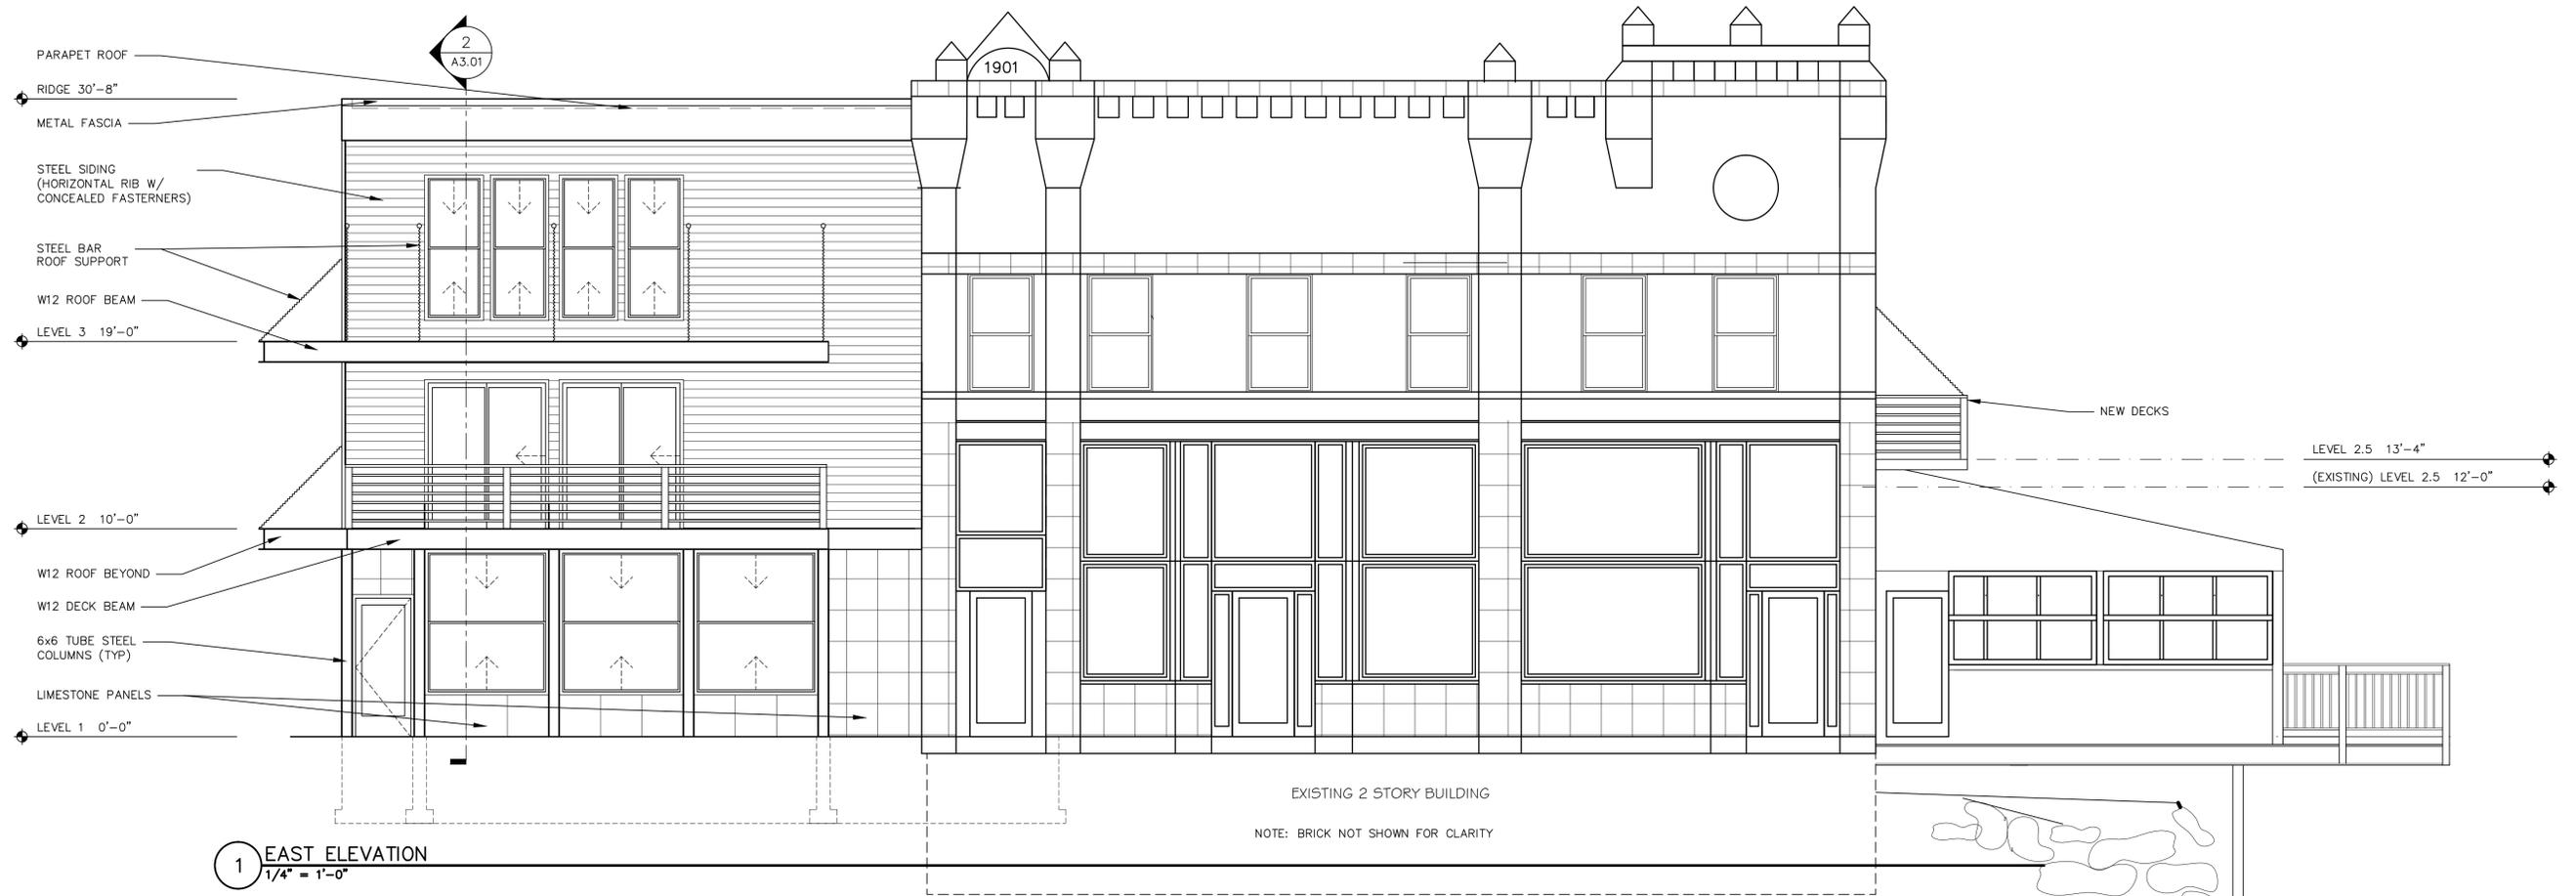 PARAPET ROOF
RIDGE 30'-8"
METAL FASCIA
STEEL SIDING
(HORIZONTAL RIB W/
CONCEALED FASTERNERS)
STEEL BAR
ROOF SUPPORT
W12 ROOF BEAM
LEVEL 3 19'-0"
LEVEL 2 10'-0"
W12 ROOF BEYOND
W12 DECK BEAM
6x6 TUBE STEEL
COLUMNS (TYP)
LIMESTONE PANELS
LEVEL 1 0'-0"
2
A3.01
1901
NEW DECKS
LEVEL 2.5 13'-4"
(EXISTING) LEVEL 2.5 12'-0"
EXISTING 2 STORY BUILDING
NOTE: BRICK NOT SHOWN FOR CLARITY
1
EAST ELEVATION
1/4" = 1'-0"